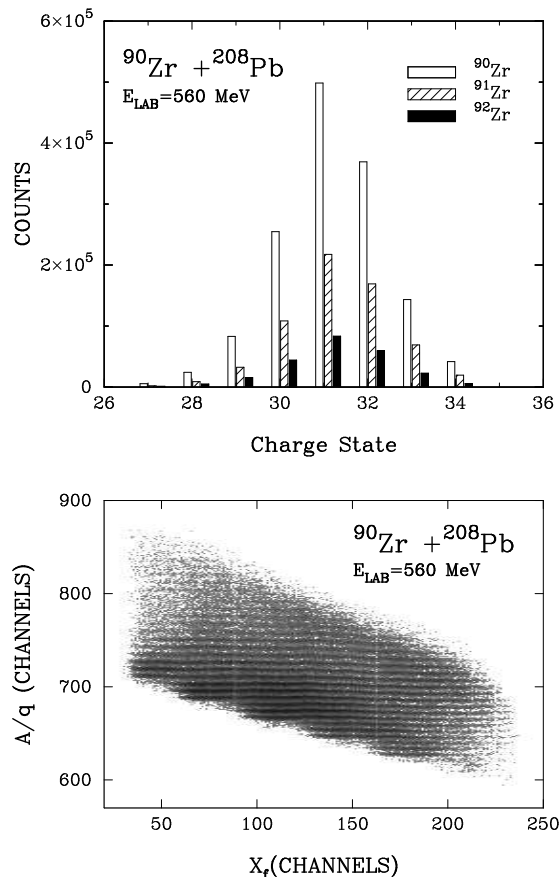 6×10⁵
⁹⁰Zr +²⁰⁸Pb
E_LAB=560 MeV
⁹⁰Zr
⁹¹Zr
⁹²Zr
4×10⁵
2×10⁵
0
COUNTS
26 28 30 32 34 36
Charge State
900
⁹⁰Zr +²⁰⁸Pb
E_LAB=560 MeV
800
700
600
A/q (CHANNELS)
50 100 150 200 250
X_f(CHANNELS)